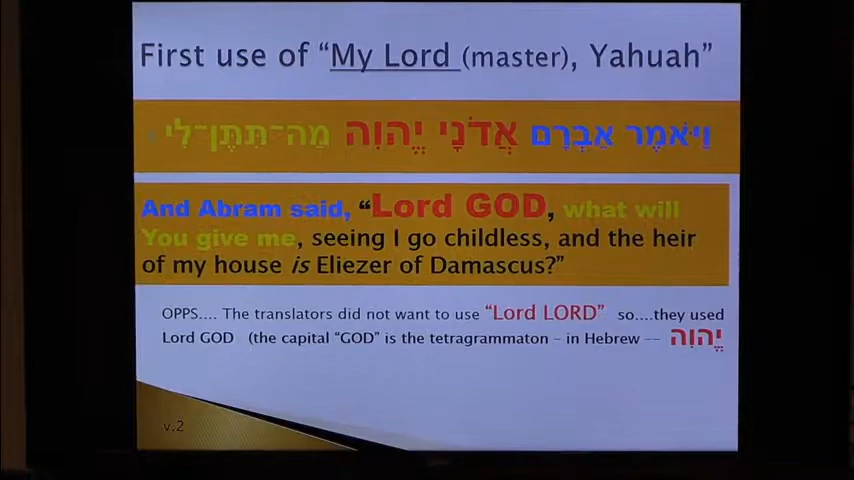 First use of “My Lord (master), Yahuah”
וַיֹּאמֶר אַבְרָם אֲדֹנָי יֱהוִה מַה־תִּתֶּן־לִי
And Abram said, “Lord GOD, what will
You give me, seeing I go childless, and the heir
of my house is Eliezer of Damascus?”
OPPS.... The translators did not want to use “Lord LORD” so....they used
Lord GOD (the capital “GOD” is the tetragrammaton – in Hebrew –– יֱהוִה
v.2